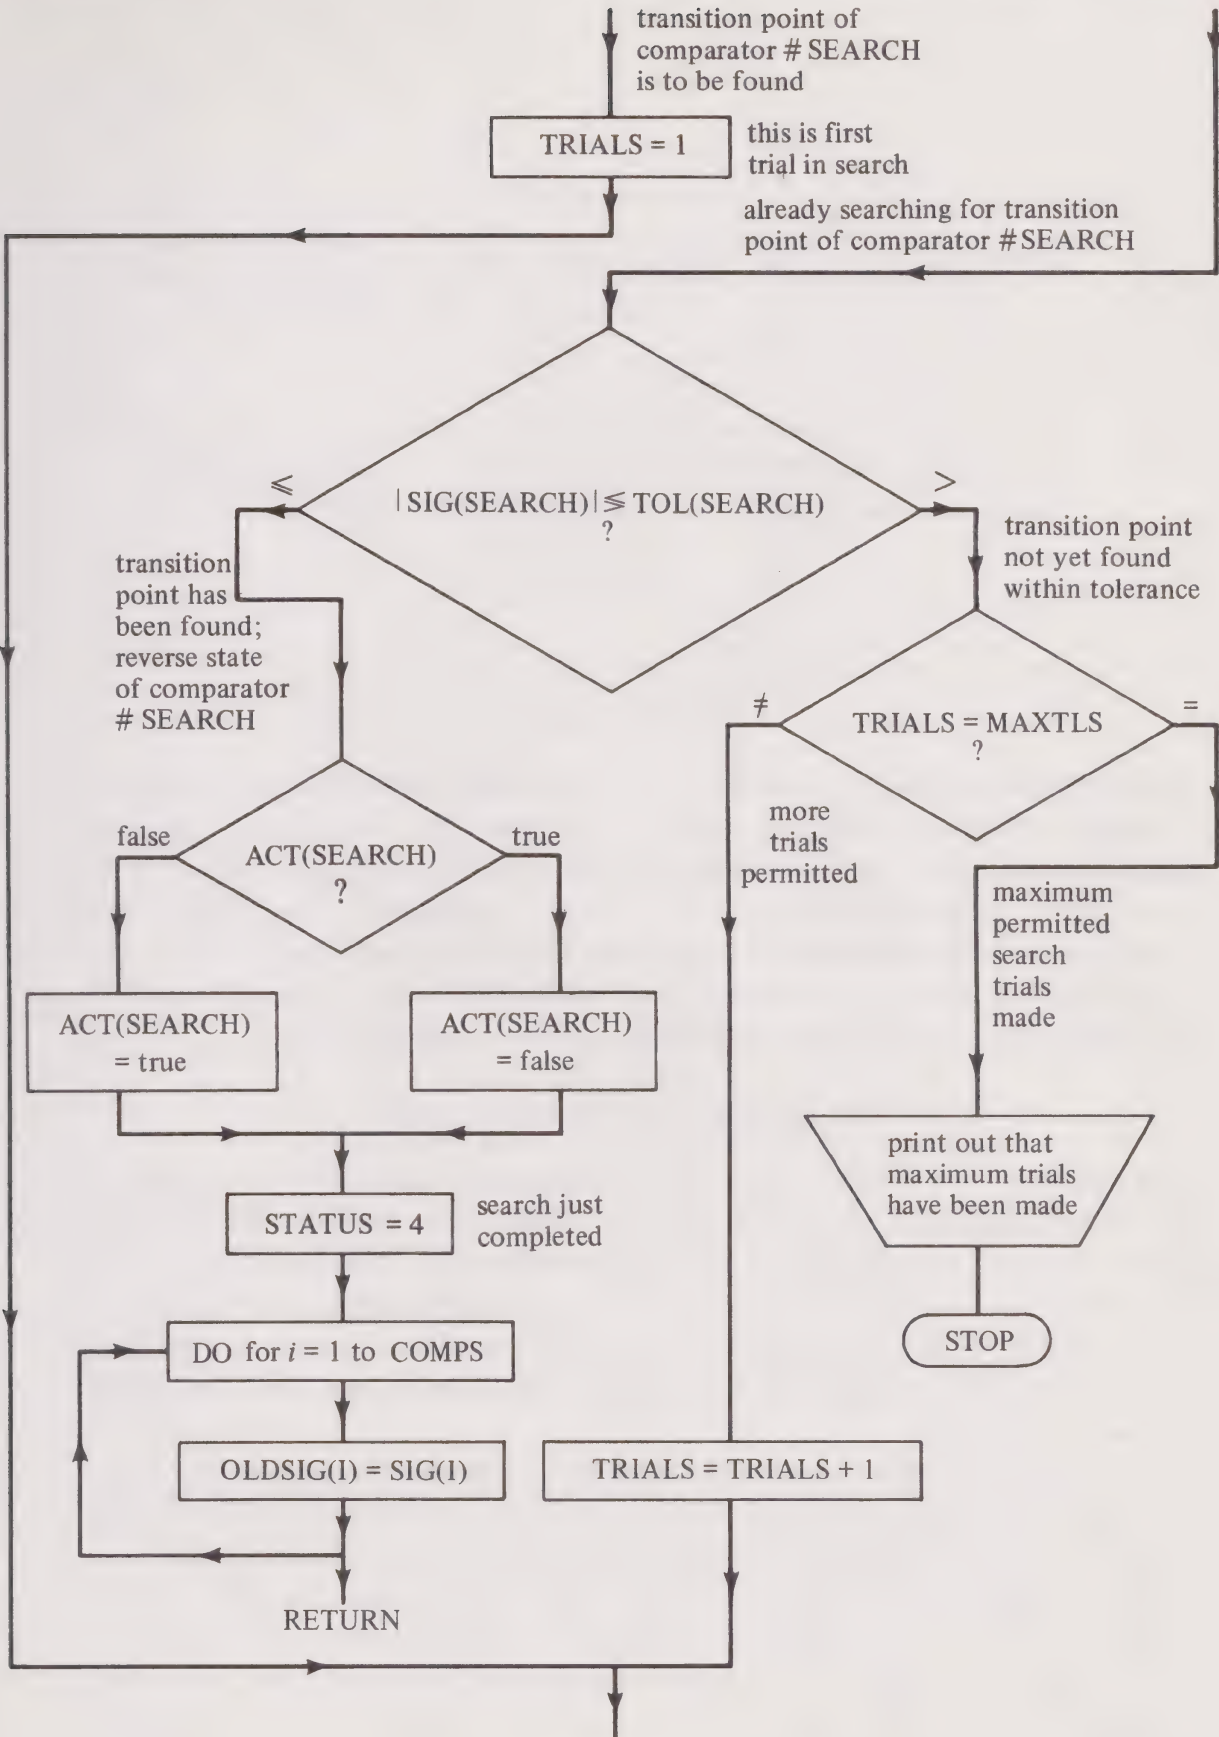 transition point of
comparator # SEARCH
is to be found
TRIALS = 1
this is first
trial in search
already searching for transition
point of comparator #SEARCH
⩽
|SIG(SEARCH)|≶ TOL(SEARCH)
?
>
transition
point has
been found;
reverse state
of comparator
# SEARCH
transition point
not yet found
within tolerance
≠
TRIALS = MAXTLS
?
=
false
ACT(SEARCH)
?
true
more
trials
permitted
maximum
permitted
search
trials
made
ACT(SEARCH)
= true
ACT(SEARCH)
= false
print out that
maximum trials
have been made
STATUS = 4
search just
completed
DO for i = 1 to COMPS
STOP
OLDSIG(I) = SIG(I)
TRIALS = TRIALS + 1
RETURN